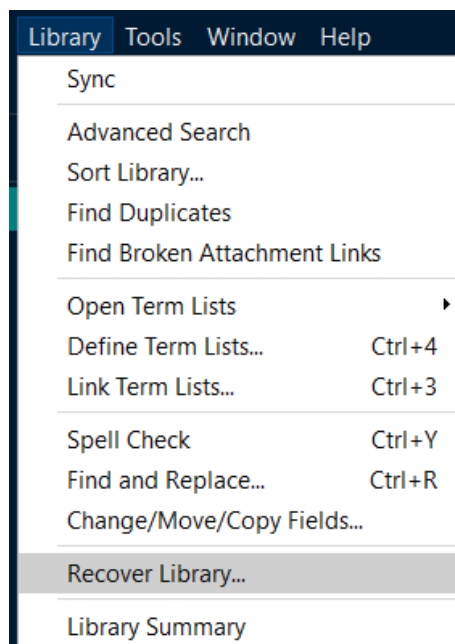 Library Tools Window Help
Sync
Advanced Search
Sort Library...
Find Duplicates
Find Broken Attachment Links
Open Term Lists
Define Term Lists... Ctrl+4
Link Term Lists... Ctrl+3
Spell Check Ctrl+Y
Find and Replace... Ctrl+R
Change/Move/Copy Fields...
Recover Library...
Library Summary